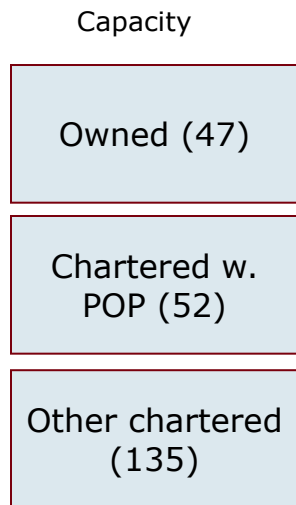 Capacity
Owned (47)
Chartered w.
POP (52)
Other chartered
(135)